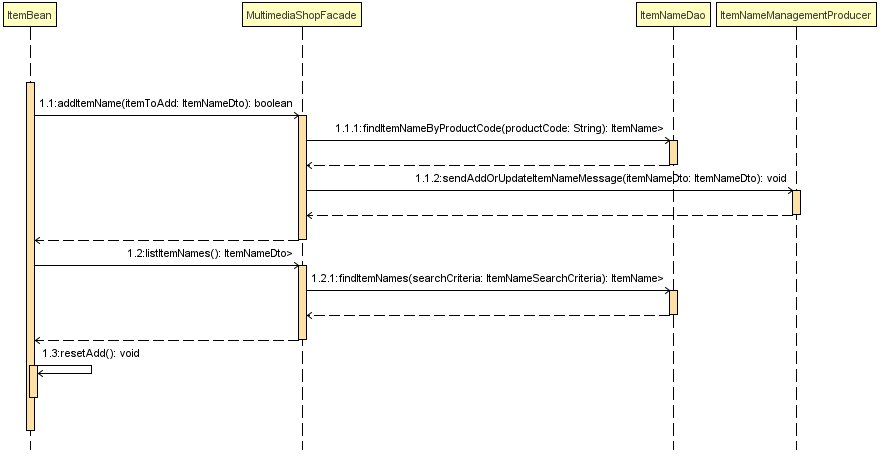 ItemBean
MultimediaShopFacade
ItemNameDao
ItemNameManagementProducer
1.1:addItemName(itemToAdd: ItemNameDto): boolean
1.1.1:findItemNameByProductCode(productCode: String): ItemName>
1.1.2:sendAddOrUpdateItemNameMessage(itemNameDto: ItemNameDto): void
1.2:listItemNames(): ItemNameDto>
1.2.1:findItemNames(searchCriteria: ItemNameSearchCriteria): ItemName>
1.3:resetAdd(): void